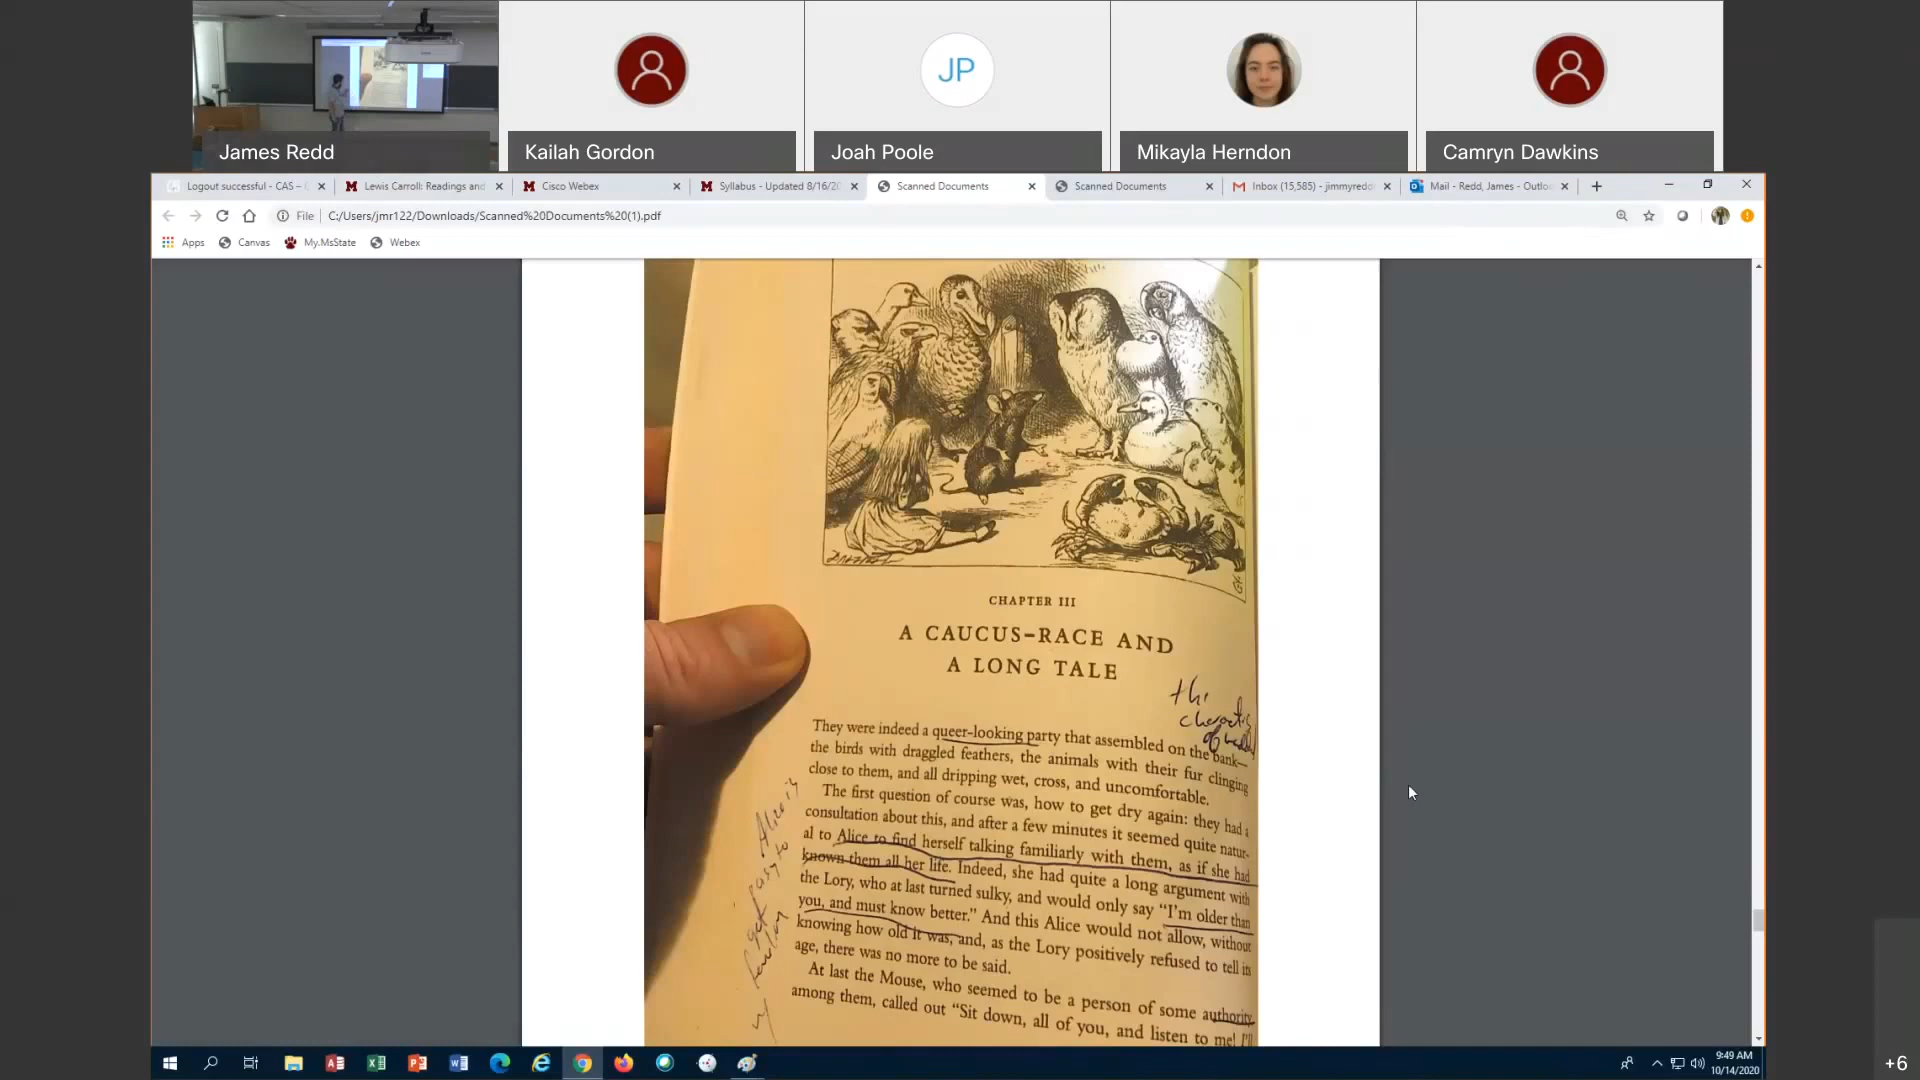 JP
James Redd
Kailah Gordon
Joah Poole
Mikayla Herndon
Camryn Dawkins
Logout successful - CAS –
Lewis Carroll: Readings and
Cisco Webex
Syllabus - Updated 8/16/20
Scanned Documents
Scanned Documents
Inbox (15,585) - jimmyredd
Mail - Redd, James - Outlo
File
C:/Users/jmr122/Downloads/Scanned%20Documents%20(1).pdf
Apps
Canvas
My.MsState
Webex
CHAPTER III
A CAUCUS-RACE AND
A LONG TALE
the
They were indeed a queer-looking party that assembled on the bank—
the birds with draggled feathers, the animals with their fur clinging
close to them, and all dripping wet, cross, and uncomfortable.
The first question of course was, how to get dry again: they had a
consultation about this, and after a few minutes it seemed quite natur-
al to Alice to find herself talking familiarly with them, as if she had
known them all her life. Indeed, she had quite a long argument with
the Lory, who at last turned sulky, and would only say "I'm older than
you, and must know better." And this Alice would not allow, without
knowing how old it was, and, as the Lory positively refused to tell its
age, there was no more to be said.
At last the Mouse, who seemed to be a person of some authority
among them, called out "Sit down, all of you, and listen to me! I'll
9:49 AM
10/14/2020
+6